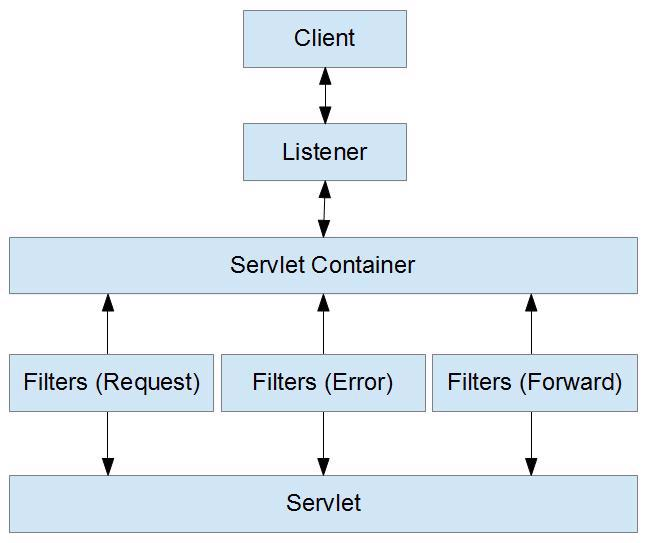 Client
Listener
Servlet Container
Filters (Request)
Filters (Error)
Filters (Forward)
Servlet